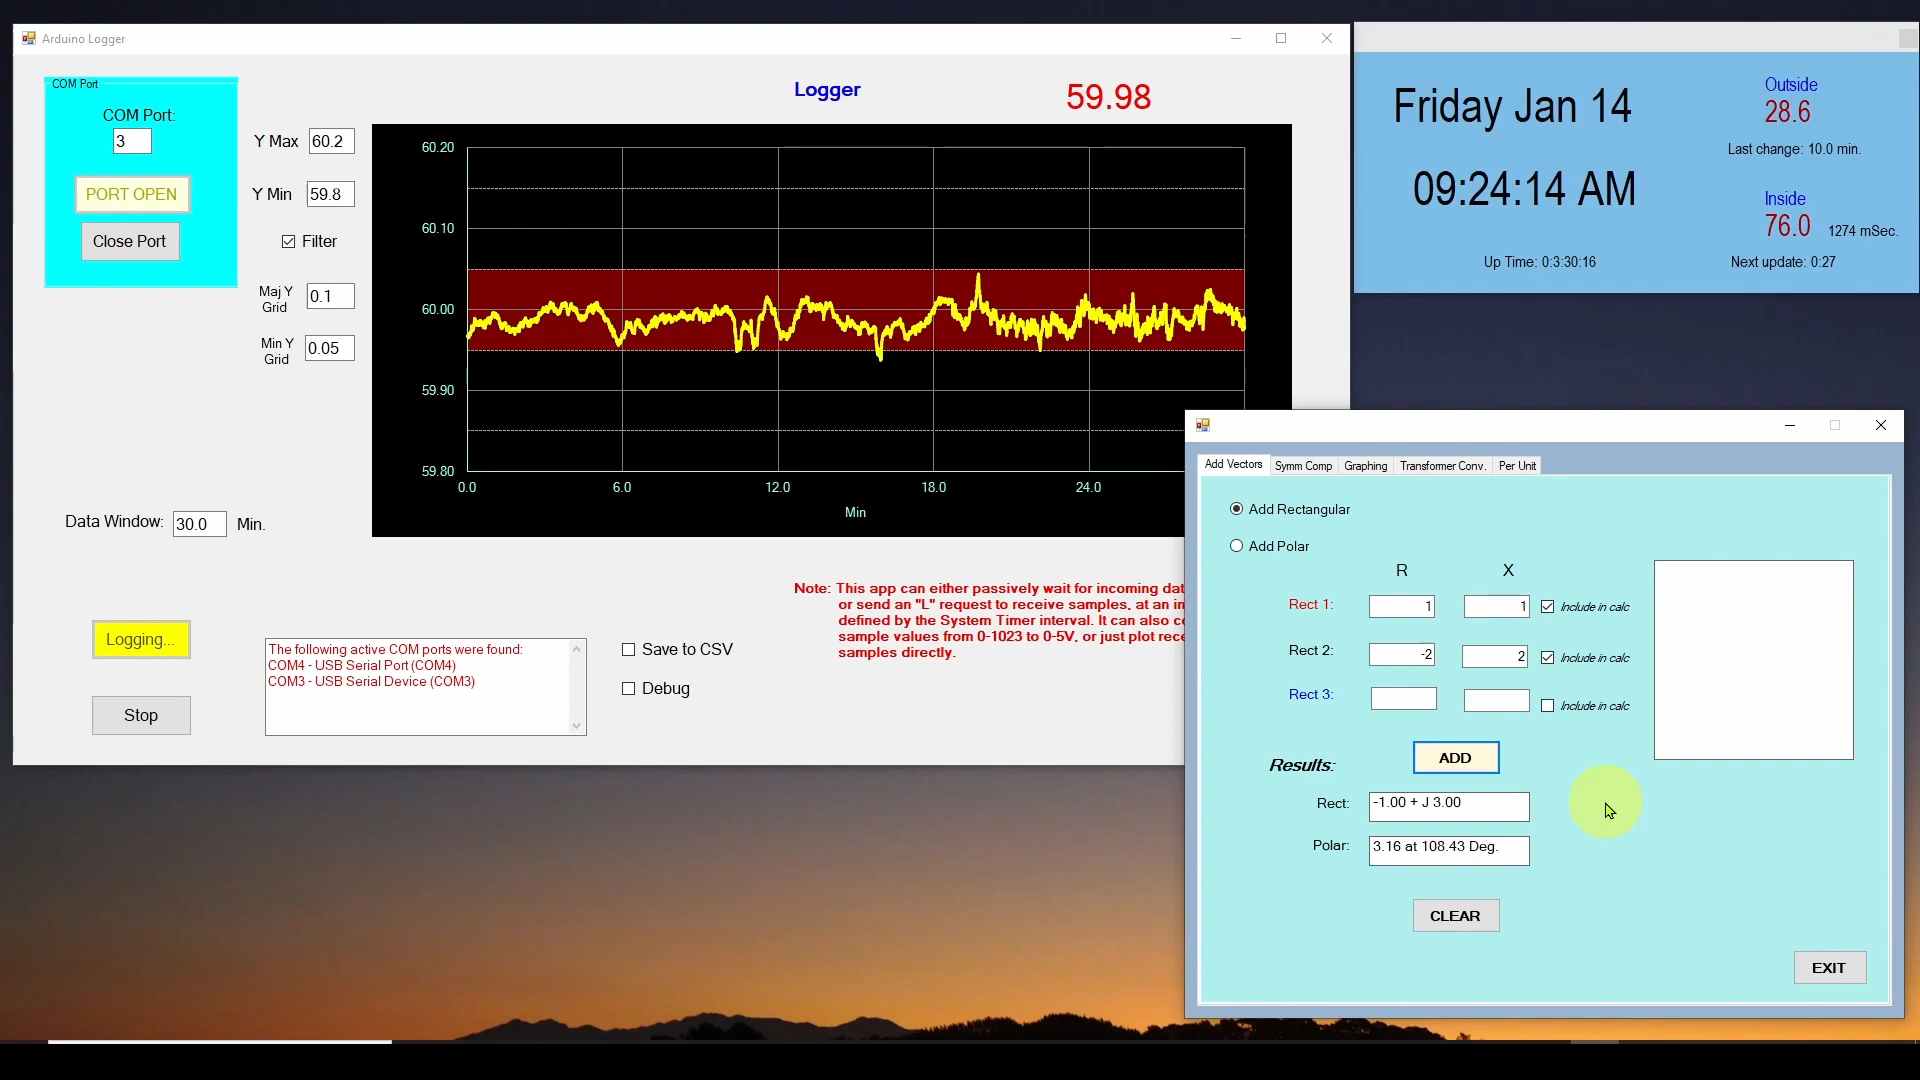 Arduino Logger
COM Port
COM Port:
3
PORT OPEN
Close Port
Y Max 60.2
Y Min 59.8
Filter
Maj Y
Grid
0.1
Min Y
Grid
0.05
Data Window: 30.0 Min.
Logging...
Stop
Logger
59.98
60.20
60.10
60.00
59.90
59.80
0.0 6.0 12.0 18.0 24.0
Min
The following active COM ports were found:
COM4 - USB Serial Port (COM4)
COM3 - USB Serial Device (COM3)
Save to CSV
Debug
Note: This app can either passively wait for incoming dat
or send an "L" request to receive samples, at an in
defined by the System Timer interval. It can also co
sample values from 0-1023 to 0-5V, or just plot rece
samples directly.
Friday Jan 14
09:24:14 AM
Up Time: 0:3:30:16
Outside
28.6
Last change: 10.0 min.
Inside
76.0 1274 mSec.
Next update: 0:27
Add Vectors Symm Comp Graphing Transformer Conv. Per Unit
Add Rectangular
Add Polar
R X
Rect 1: 1 1 Include in calc
Rect 2: -2 2 Include in calc
Rect 3: Include in calc
ADD
Results:
Rect: -1.00 + J 3.00
Polar: 3.16 at 108.43 Deg.
CLEAR
EXIT